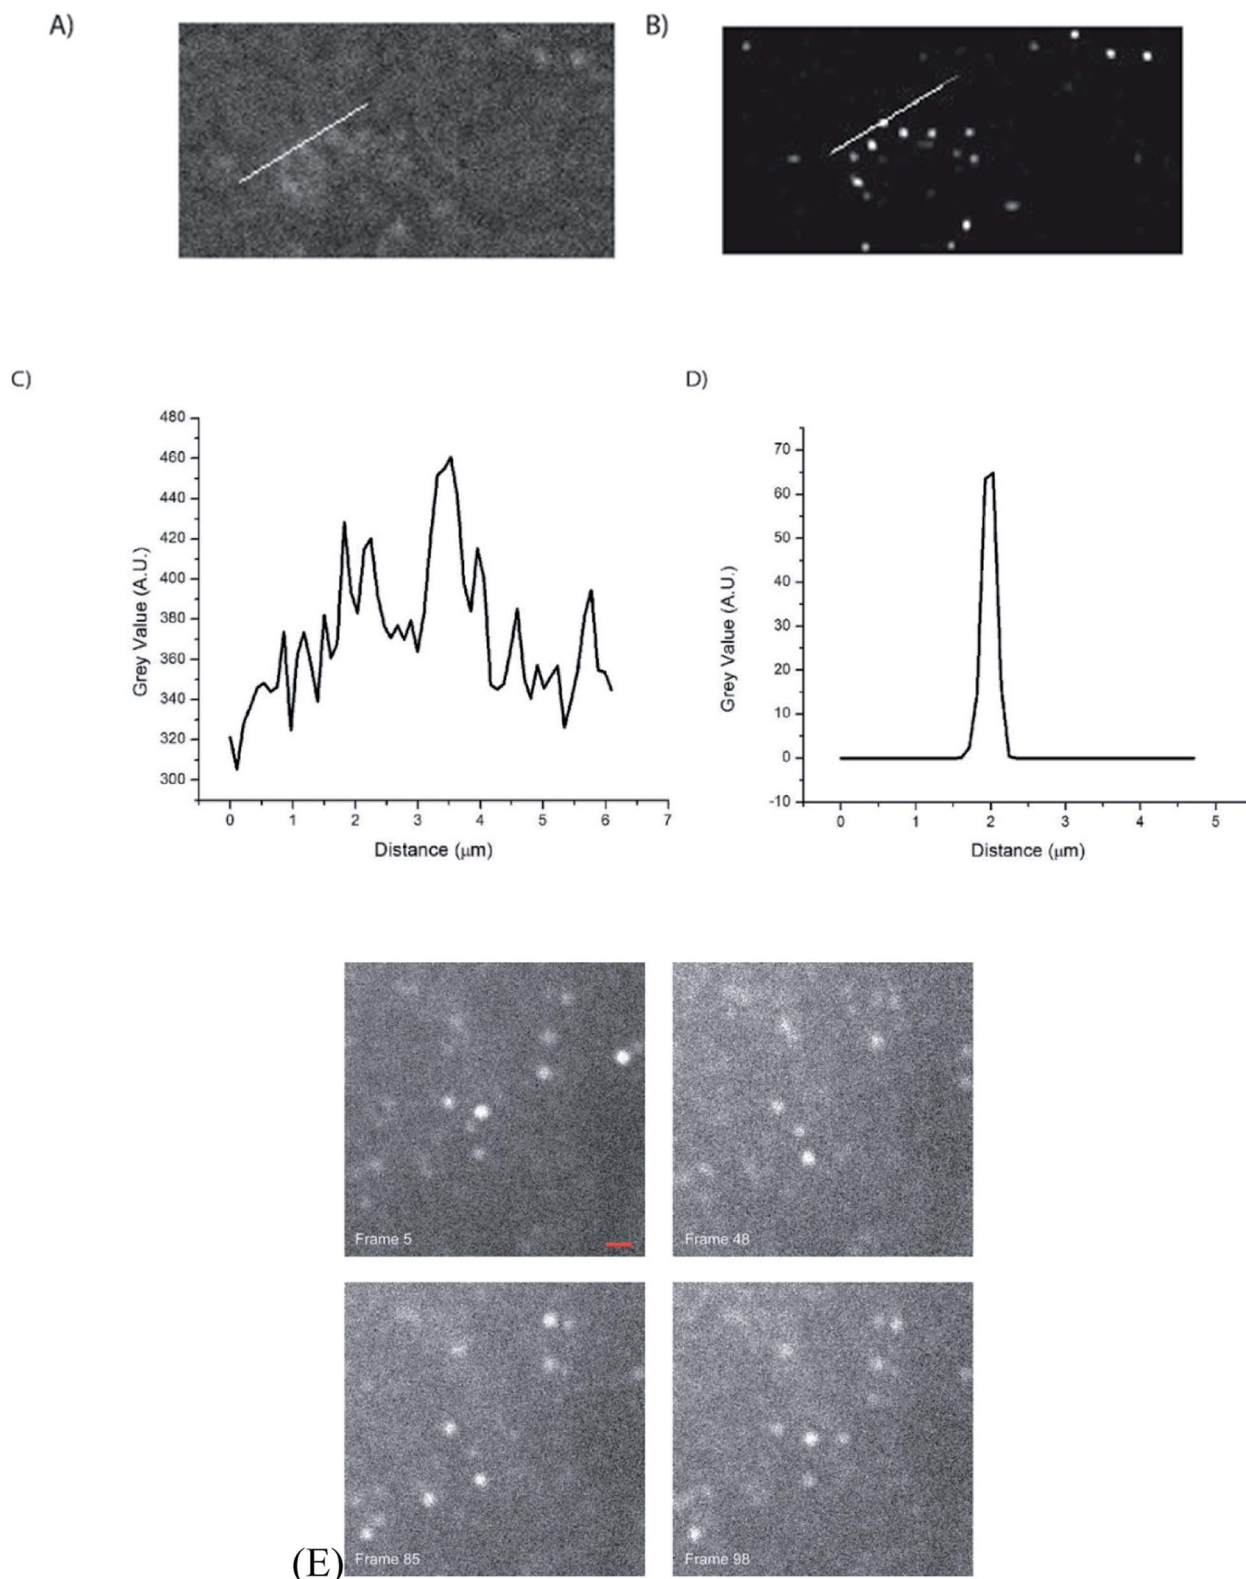 A)
B)
C)
D)
480
460
440
420
400
380
360
340
320
300
Grey Value (A.U.)
0 1 2 3 4 5 6 7
Distance (μm)
70
60
50
40
30
20
10
0
-10
Grey Value (A.U.)
0 1 2 3 4 5
Distance (μm)
Frame 5
Frame 48
Frame 85
Frame 98
(E)